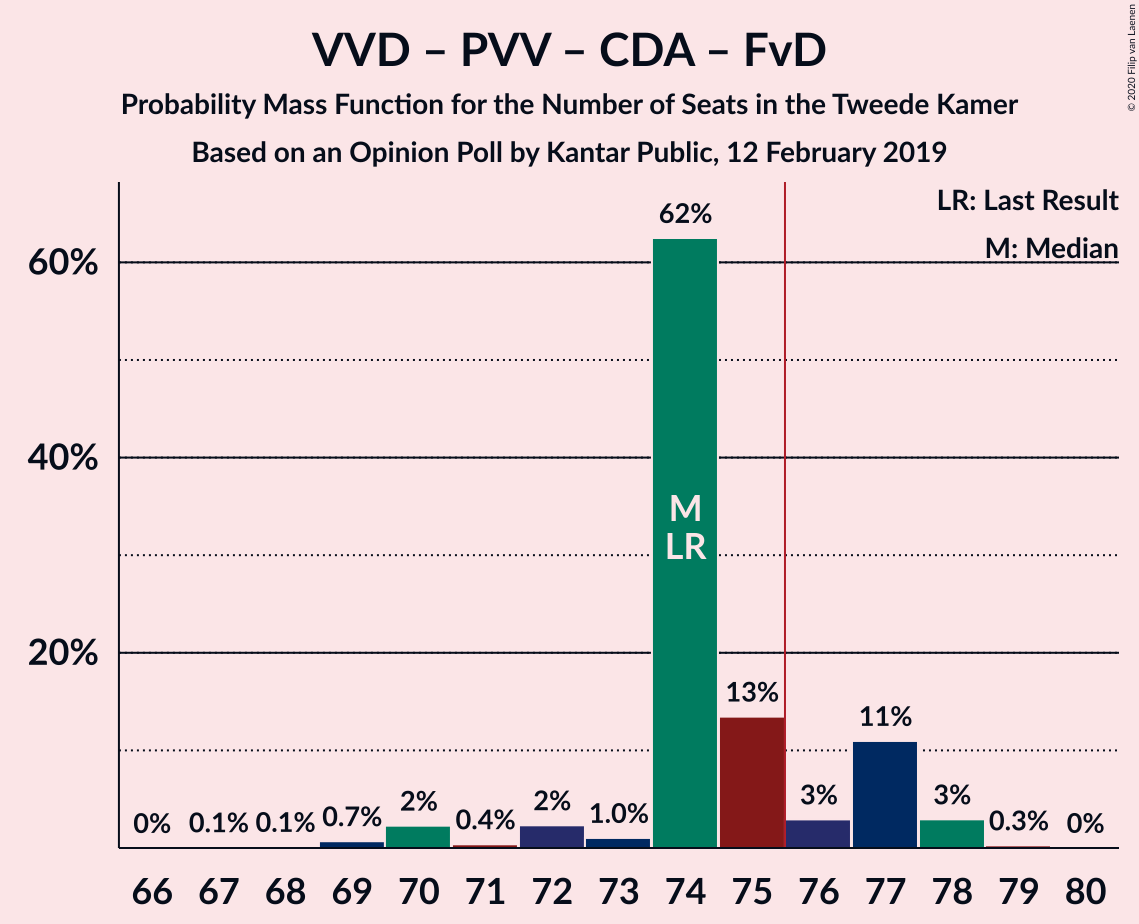 VVD – PVV – CDA – FvD
Probability Mass Function for the Number of Seats in the Tweede Kamer
Based on an Opinion Poll by Kantar Public, 12 February 2019
© 2020 Filip van Laenen
LR: Last Result
M: Median
60%
40%
20%
0%
0.1%
0.1%
0.7%
2%
0.4%
2%
1.0%
62%
M
LR
13%
3%
11%
3%
0.3%
0%
66 67 68 69 70 71 72 73 74 75 76 77 78 79 80